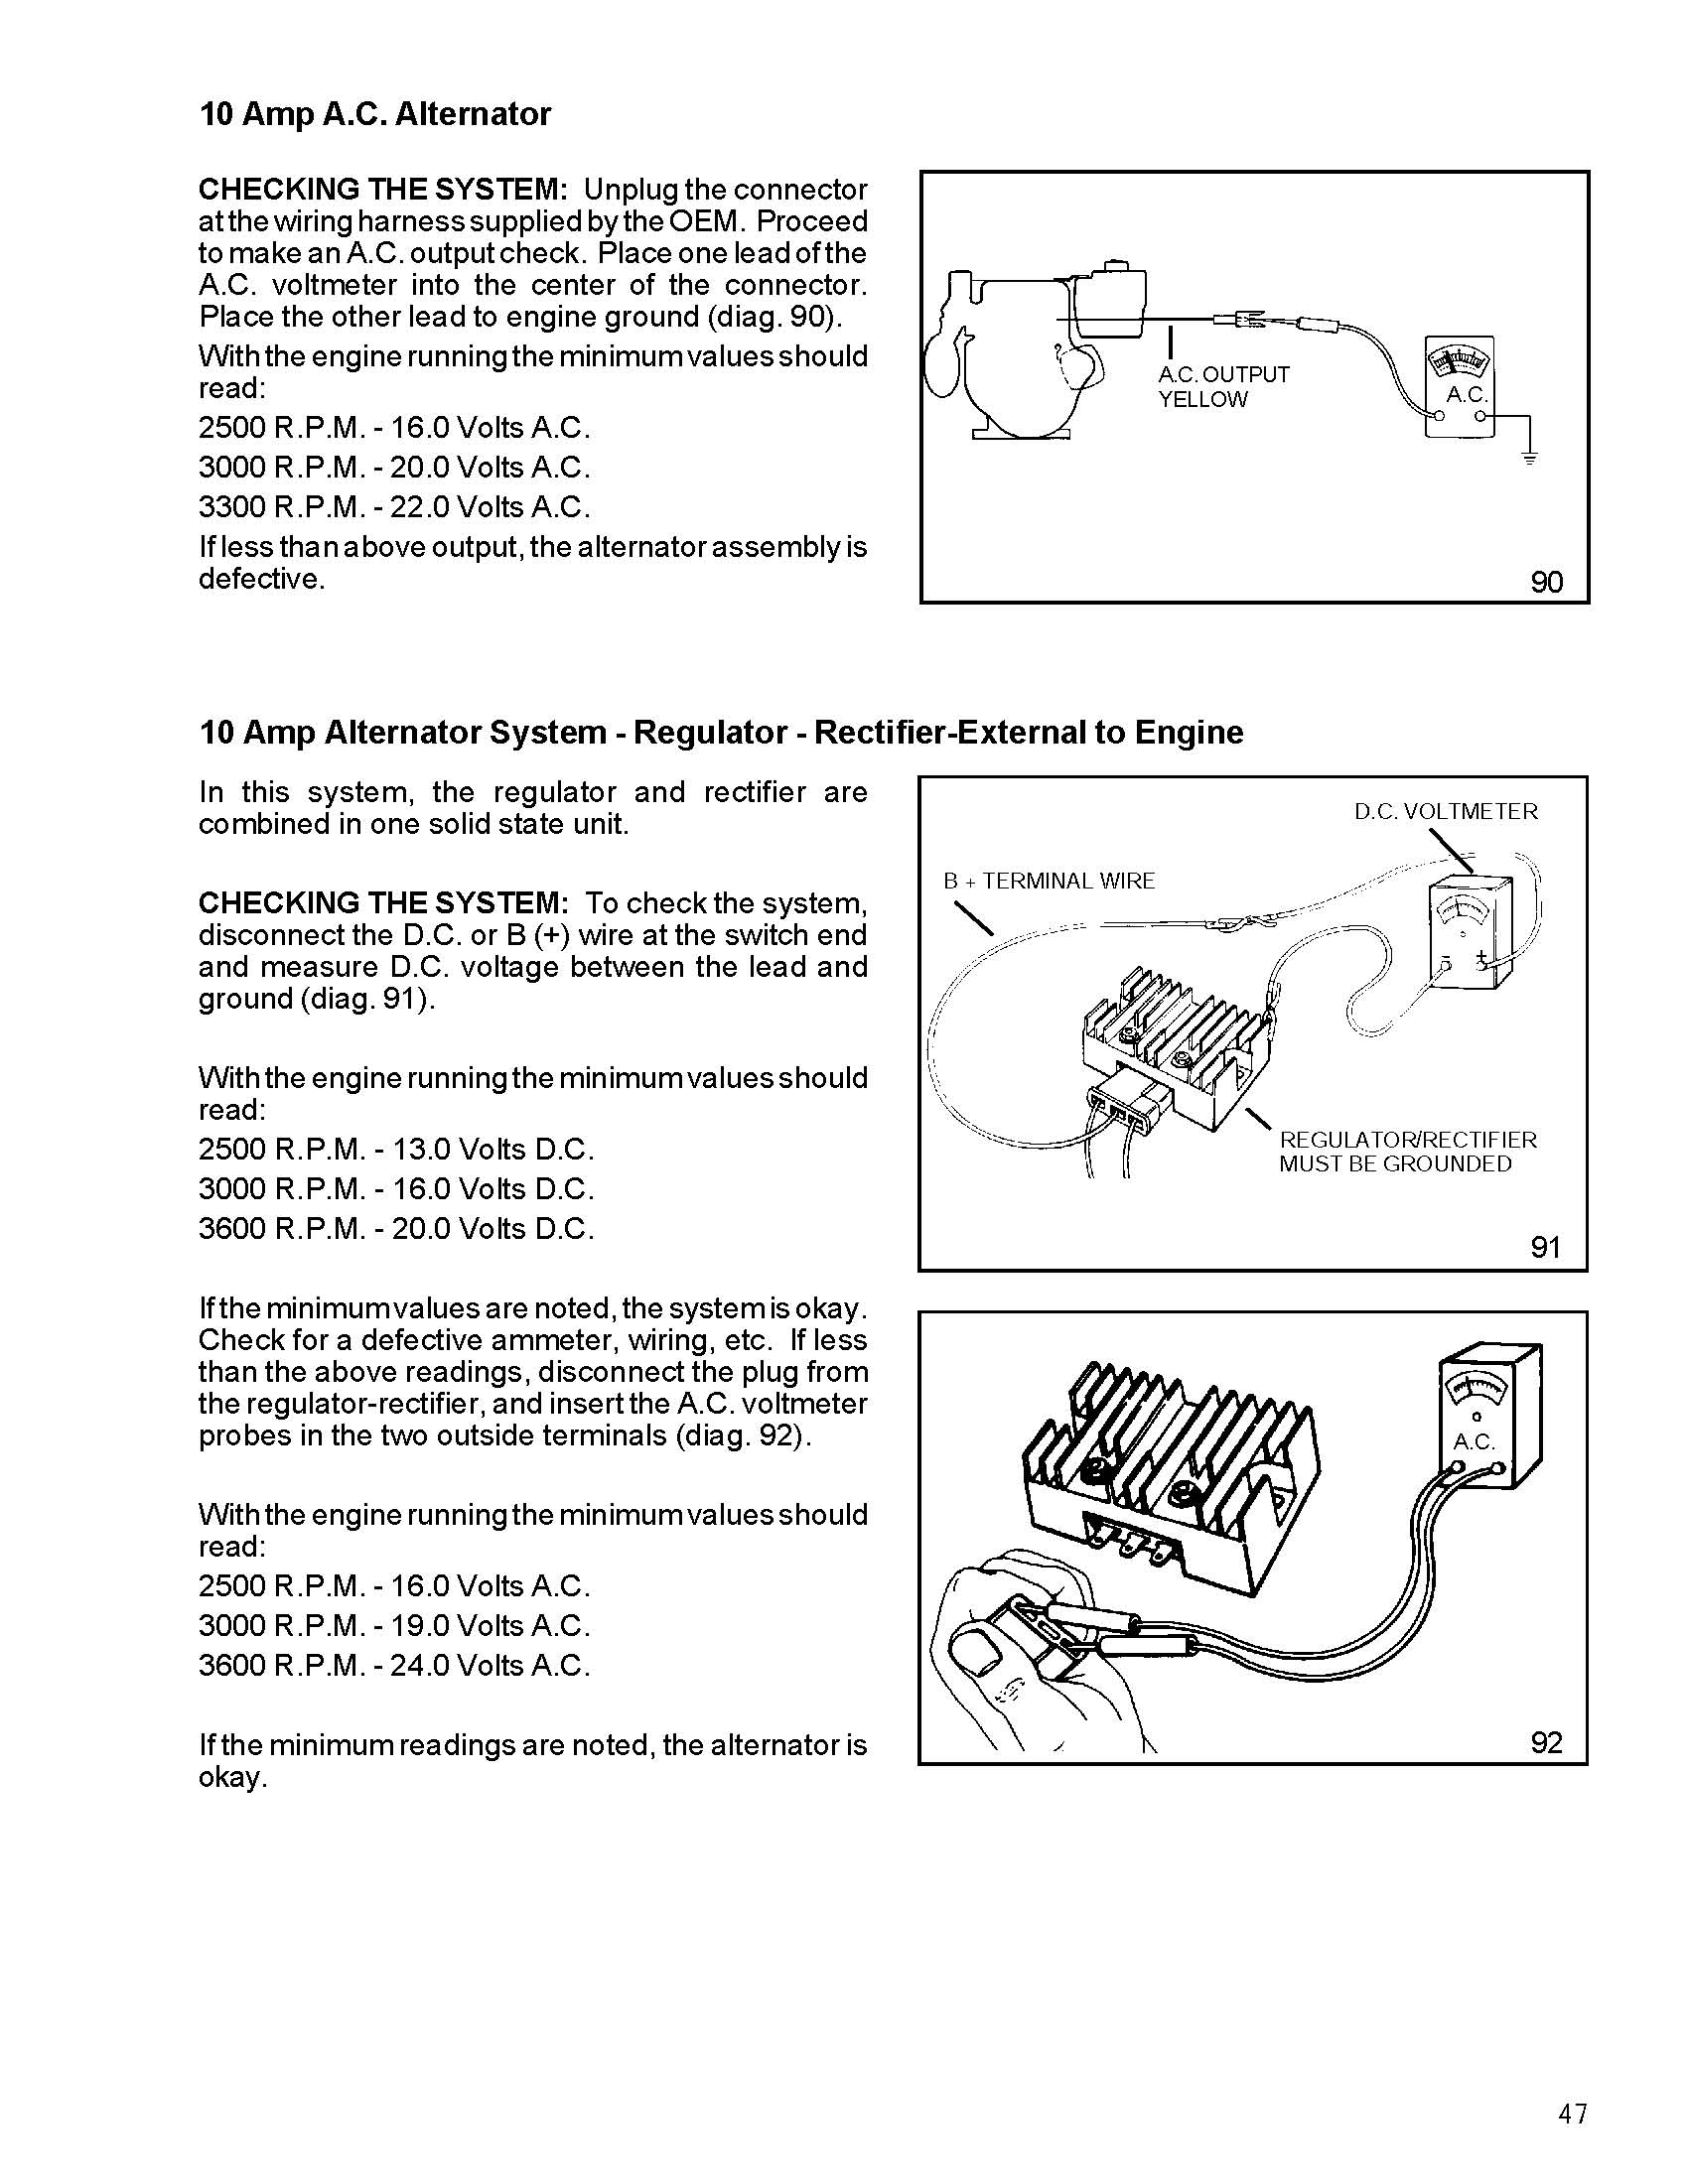 10 Amp A.C. Alternator
CHECKING THE SYSTEM: Unplug the connector
at the wiring harness supplied by the OEM. Proceed
to make an A.C. output check. Place one lead of the
A.C. voltmeter into the center of the connector.
Place the other lead to engine ground (diag. 90).
With the engine running the minimum values should
read:
2500 R.P.M. - 16.0 Volts A.C.
3000 R.P.M. - 20.0 Volts A.C.
3300 R.P.M. - 22.0 Volts A.C.
If less than above output, the alternator assembly is
defective.
A.C. OUTPUT
YELLOW
A.C.
90
10 Amp Alternator System - Regulator - Rectifier-External to Engine
In this system, the regulator and rectifier are
combined in one solid state unit.
CHECKING THE SYSTEM: To check the system,
disconnect the D.C. or B (+) wire at the switch end
and measure D.C. voltage between the lead and
ground (diag. 91).
With the engine running the minimum values should
read:
2500 R.P.M. - 13.0 Volts D.C.
3000 R.P.M. - 16.0 Volts D.C.
3600 R.P.M. - 20.0 Volts D.C.
If the minimum values are noted, the system is okay.
Check for a defective ammeter, wiring, etc. If less
than the above readings, disconnect the plug from
the regulator-rectifier, and insert the A.C. voltmeter
probes in the two outside terminals (diag. 92).
With the engine running the minimum values should
read:
2500 R.P.M. - 16.0 Volts A.C.
3000 R.P.M. - 19.0 Volts A.C.
3600 R.P.M. - 24.0 Volts A.C.
If the minimum readings are noted, the alternator is
okay.
D.C. VOLTMETER
B + TERMINAL WIRE
- +
REGULATOR/RECTIFIER
MUST BE GROUNDED
91
A.C.
92
47